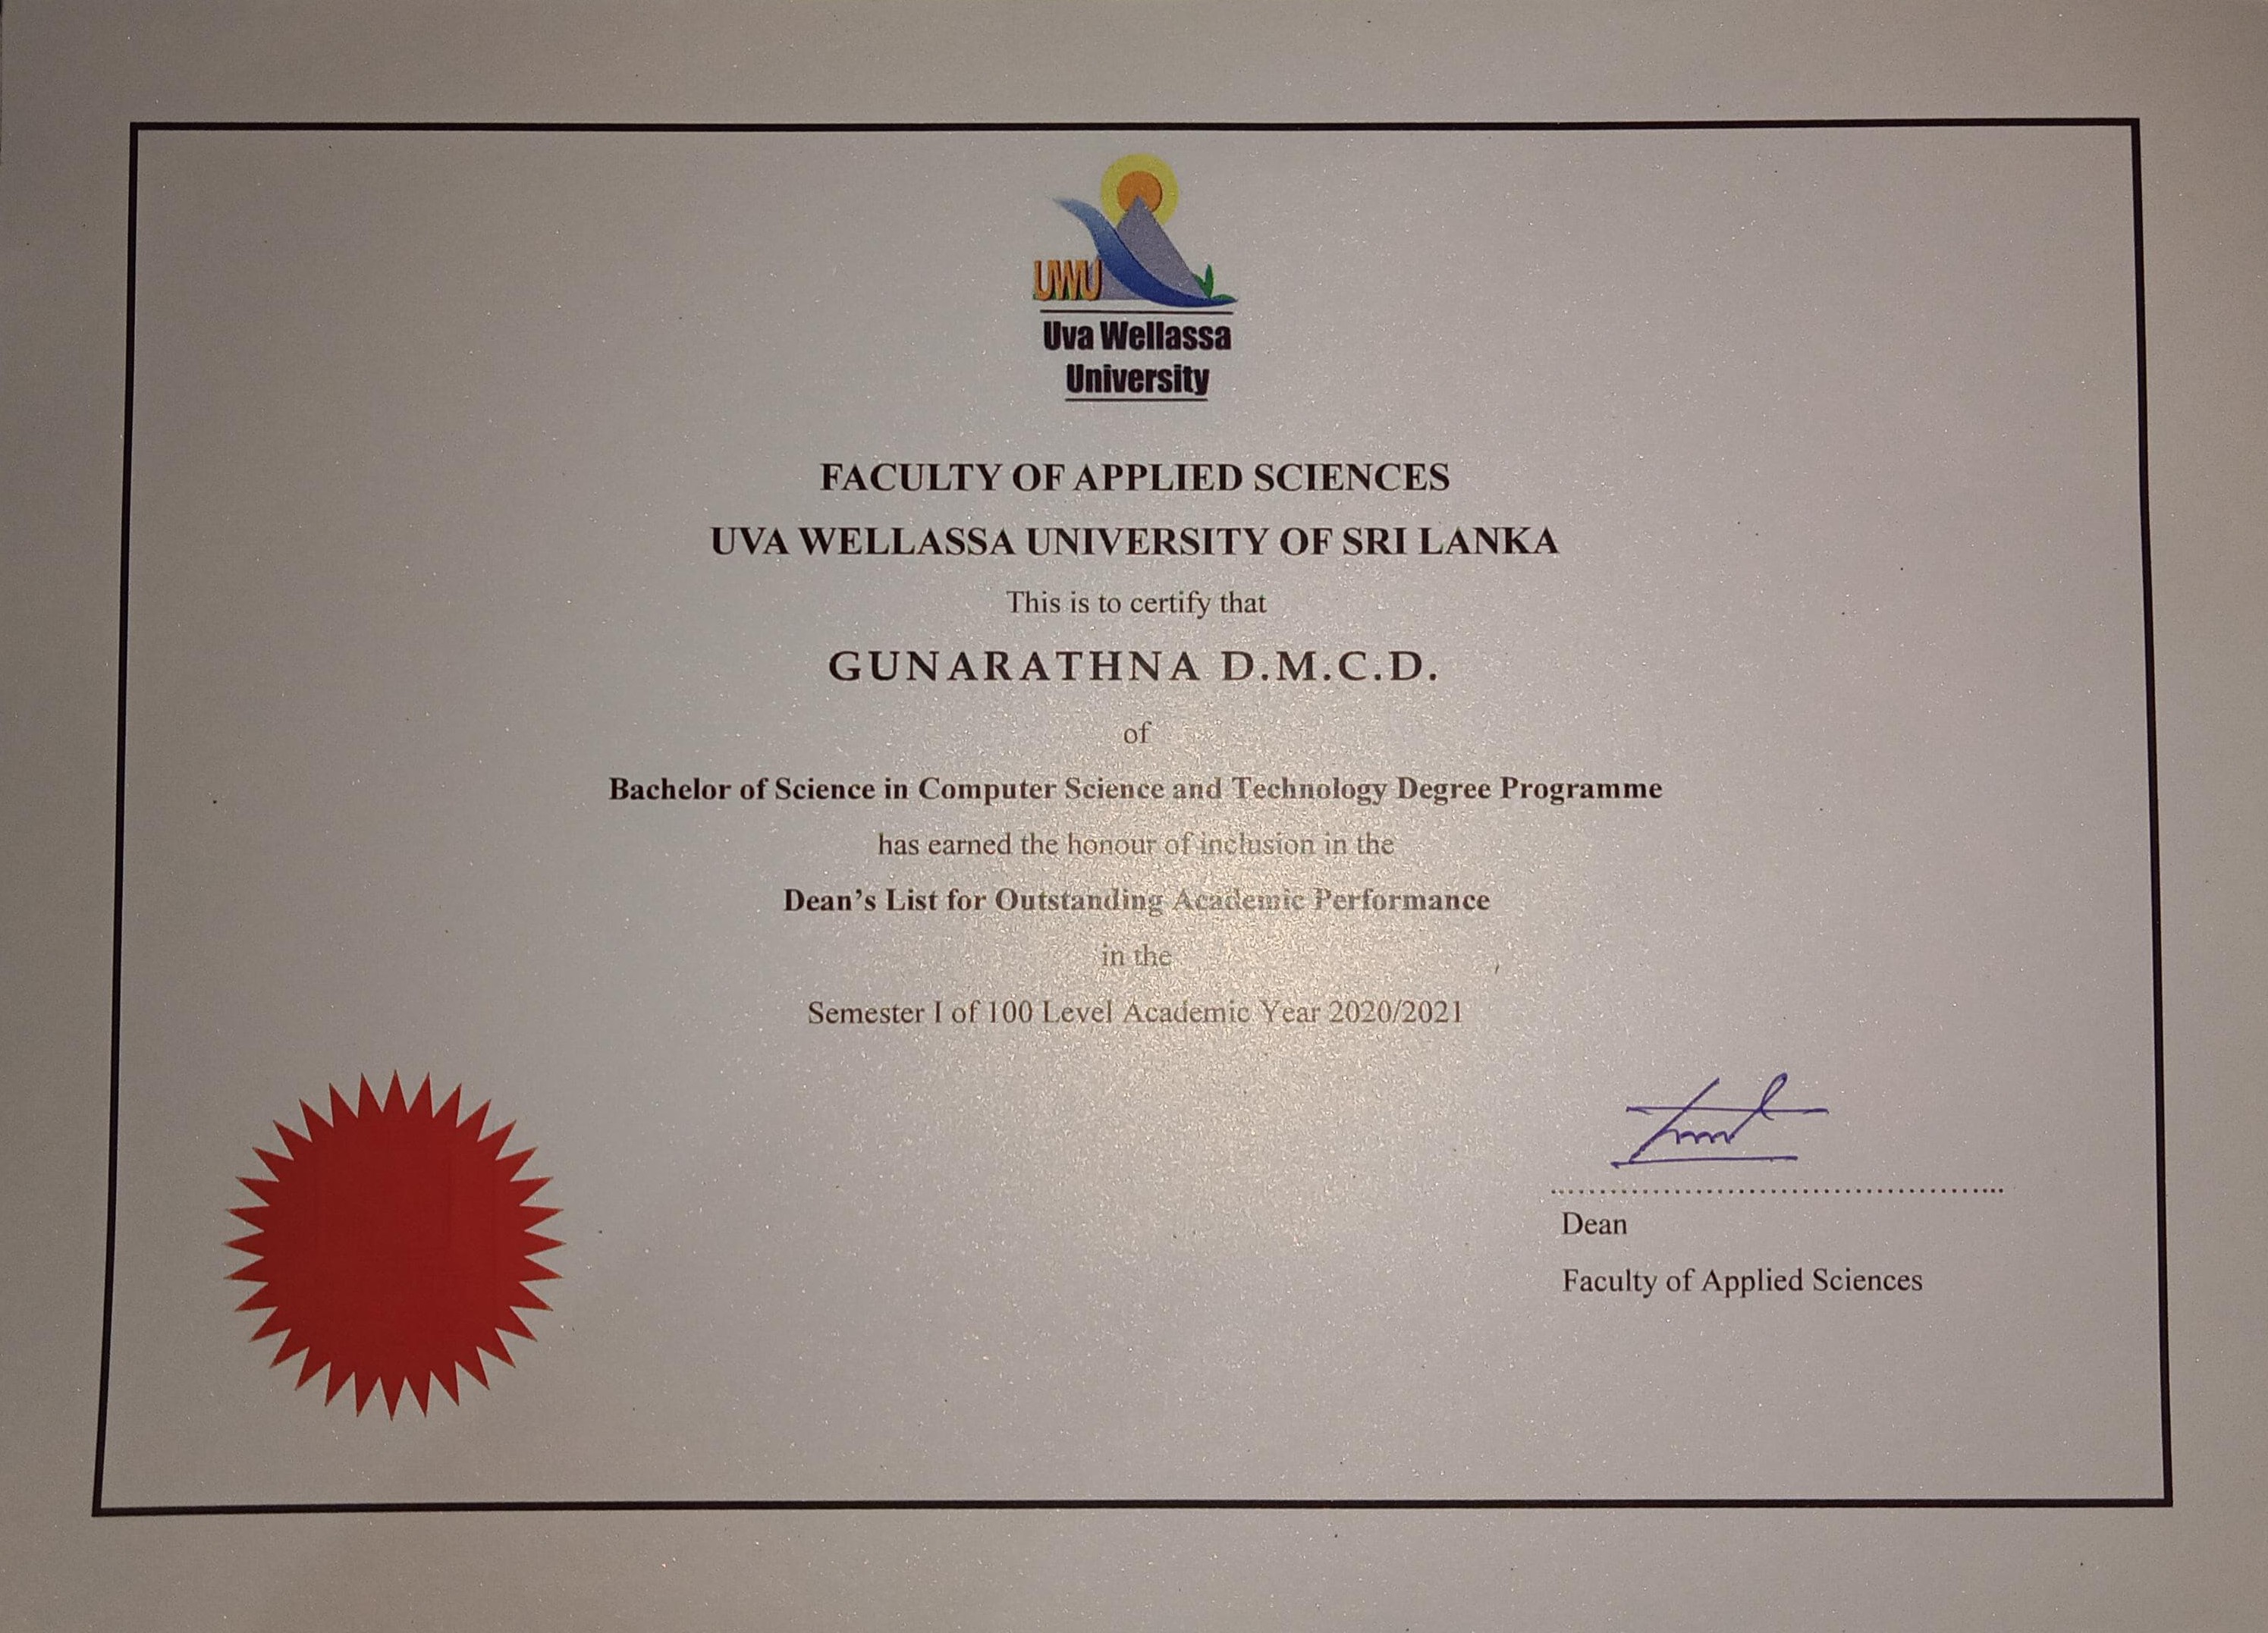 UWU
Uva Wellassa
University
FACULTY OF APPLIED SCIENCES
UVA WELLASSA UNIVERSITY OF SRI LANKA
This is to certify that
GUNARATHNA D.M.C.D.
of
Bachelor of Science in Computer Science and Technology Degree Programme
has earned the honour of inclusion in the
Dean’s List for Outstanding Academic Performance
in the
Semester I of 100 Level Academic Year 2020/2021
Dean
Faculty of Applied Sciences